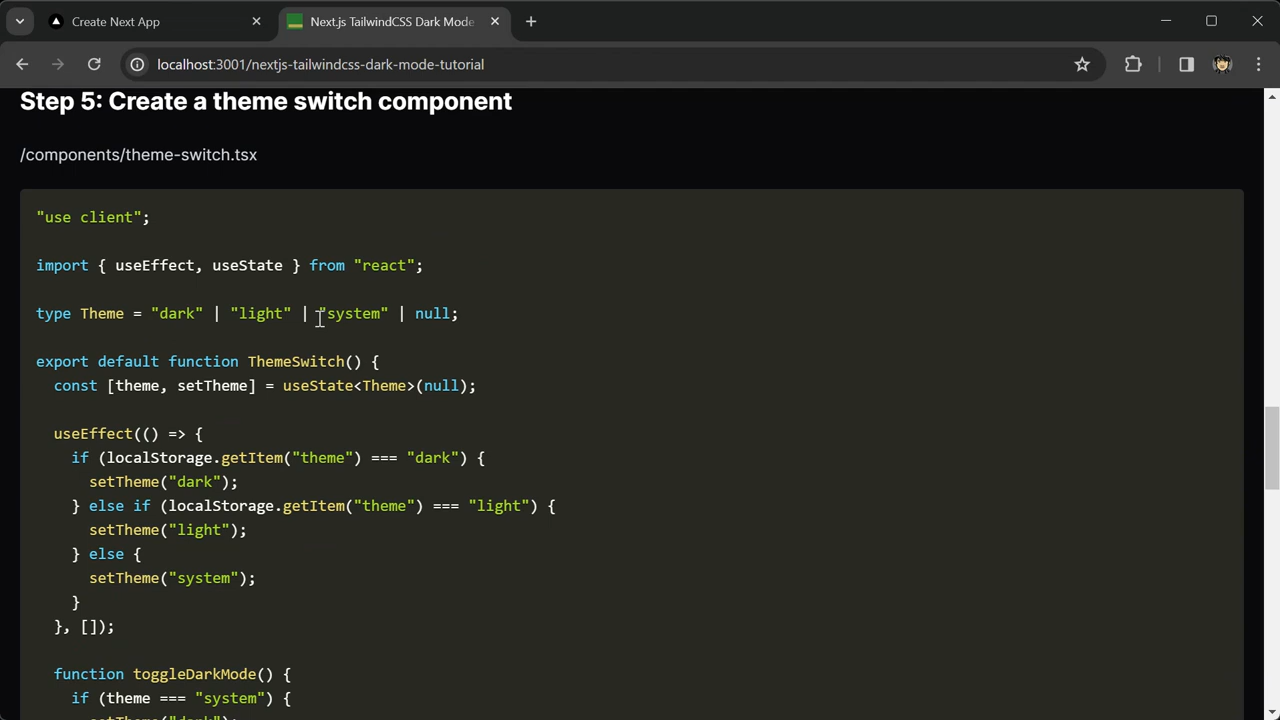 Create Next App
Next.js TailwindCSS Dark Mode
localhost:3001/nextjs-tailwindcss-dark-mode-tutorial
Step 5: Create a theme switch component
/components/theme-switch.tsx
"use client";
import { useEffect, useState } from "react";
type Theme = "dark" | "light" | "system" | null;
export default function ThemeSwitch() {
const [theme, setTheme] = useState<Theme>(null);
useEffect(() => {
if (localStorage.getItem("theme") === "dark") {
setTheme("dark");
} else if (localStorage.getItem("theme") === "light") {
setTheme("light");
} else {
setTheme("system");
}
}, []);
function toggleDarkMode() {
if (theme === "system") {
setTheme("dark");